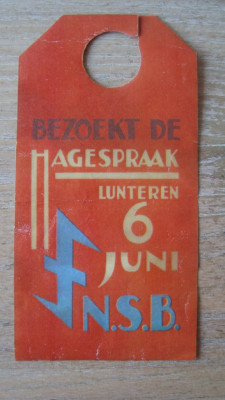 BEZOEKT DE
HAGESPRAAK
LUNTEREN
6
JUNI
N.S.B.